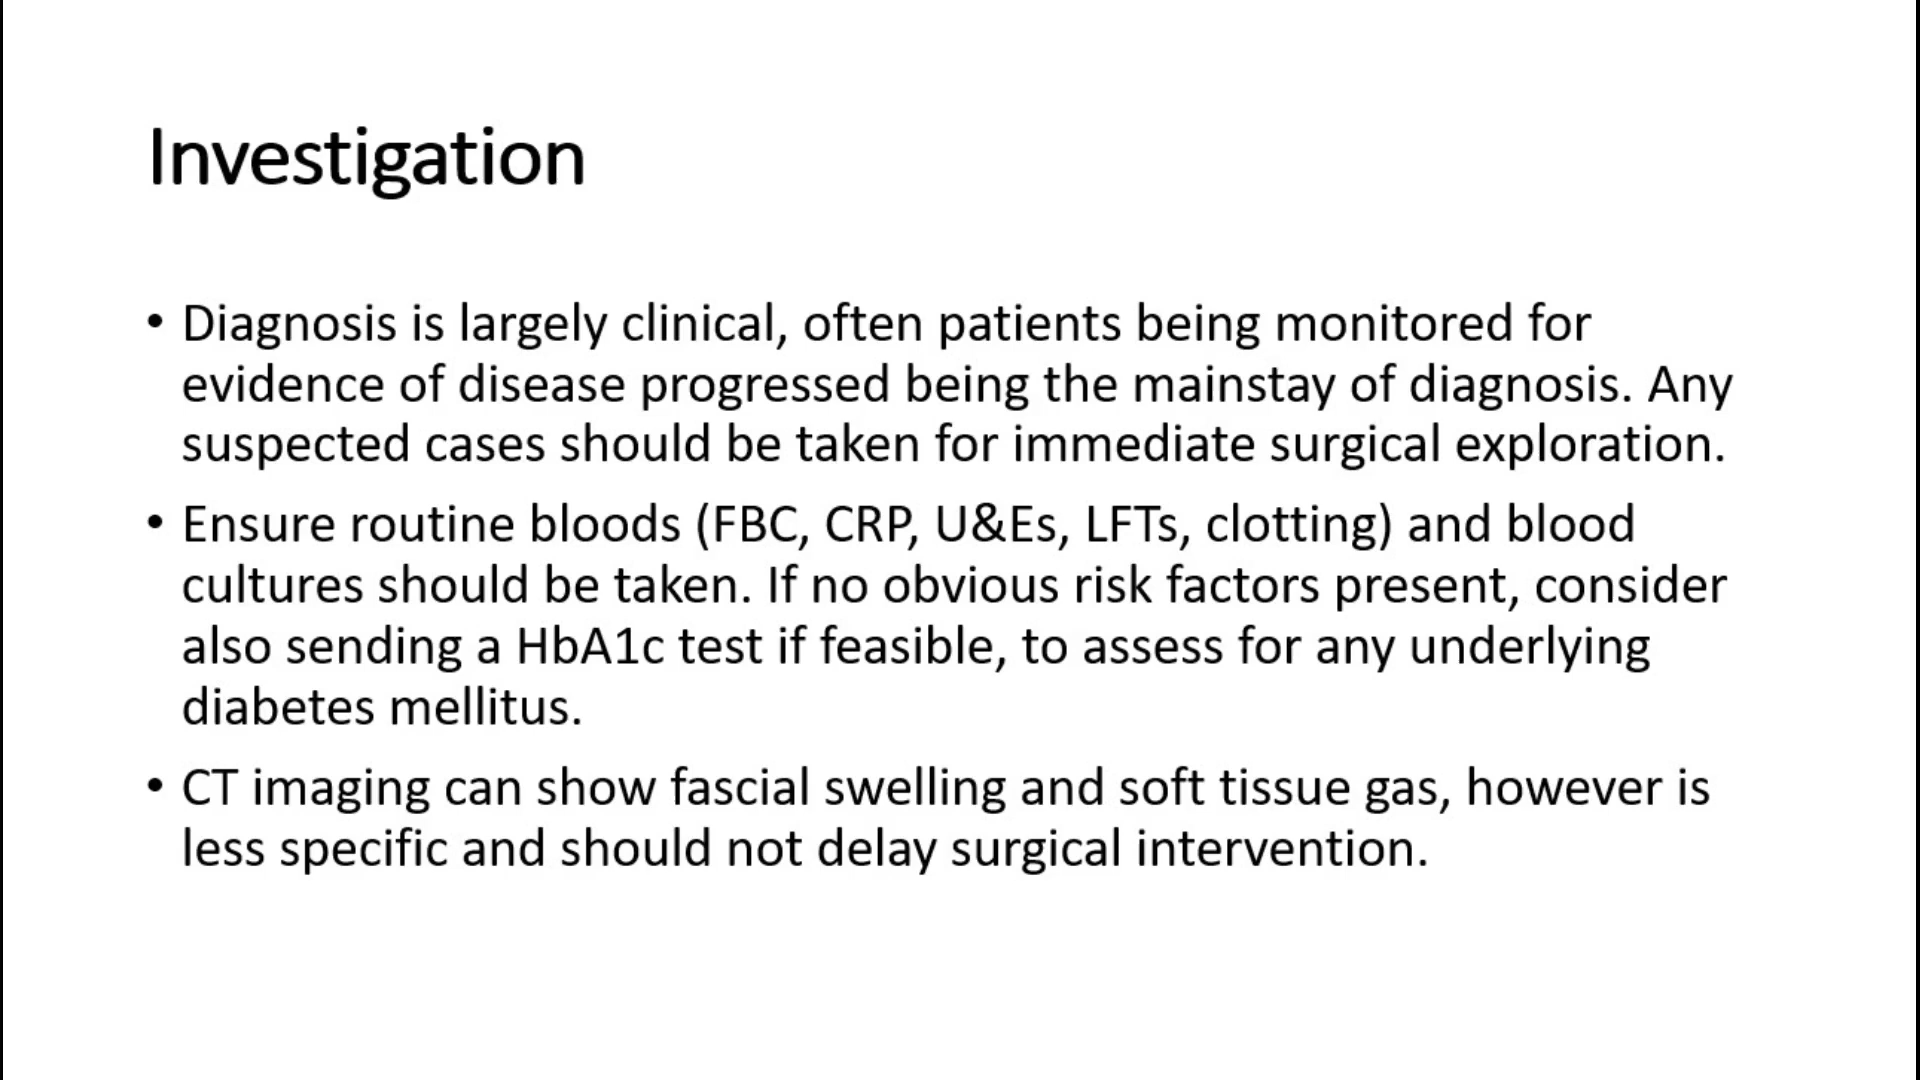 Investigation
• Diagnosis is largely clinical, often patients being monitored for
evidence of disease progressed being the mainstay of diagnosis. Any
suspected cases should be taken for immediate surgical exploration.
• Ensure routine bloods (FBC, CRP, U&Es, LFTs, clotting) and blood
cultures should be taken. If no obvious risk factors present, consider
also sending a HbA1c test if feasible, to assess for any underlying
diabetes mellitus.
• CT imaging can show fascial swelling and soft tissue gas, however is
less specific and should not delay surgical intervention.